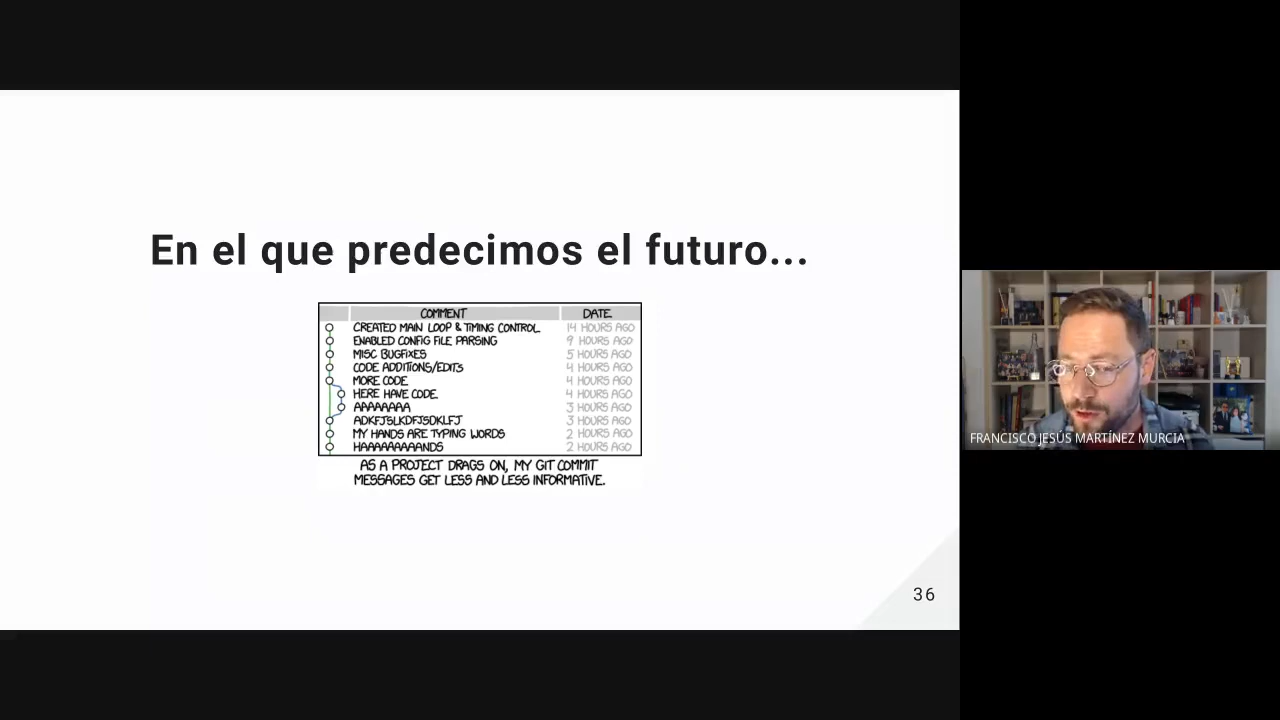 En el que predecimos el futuro...
COMMENT DATE
CREATED MAIN LOOP & TIMING CONTROL 14 HOURS AGO
ENABLED CONFIG FILE PARSING 9 HOURS AGO
MISC BUGFIXES 5 HOURS AGO
CODE ADDITIONS/EDITS 4 HOURS AGO
MORE CODE 4 HOURS AGO
HERE HAVE CODE. 4 HOURS AGO
AAAAAAAA 3 HOURS AGO
ADKFJSLKDFJSDKLFJ 3 HOURS AGO
MY HANDS ARE TYPING WORDS 2 HOURS AGO
HAAAAAAAAANDS 2 HOURS AGO
AS A PROJECT DRAGS ON, MY GIT COMMIT
MESSAGES GET LESS AND LESS INFORMATIVE.
36
FRANCISCO JESÚS MARTÍNEZ MURCIA